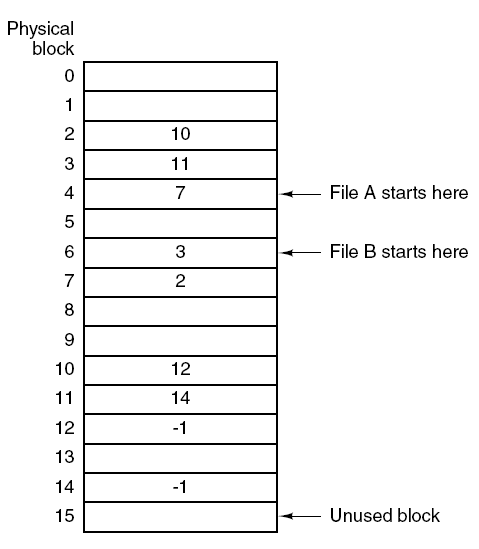 Physical
block
0
1
2 10
3 11
4 7 File A starts here
5
6 3 File B starts here
7 2
8
9
10 12
11 14
12 -1
13
14 -1
15 Unused block